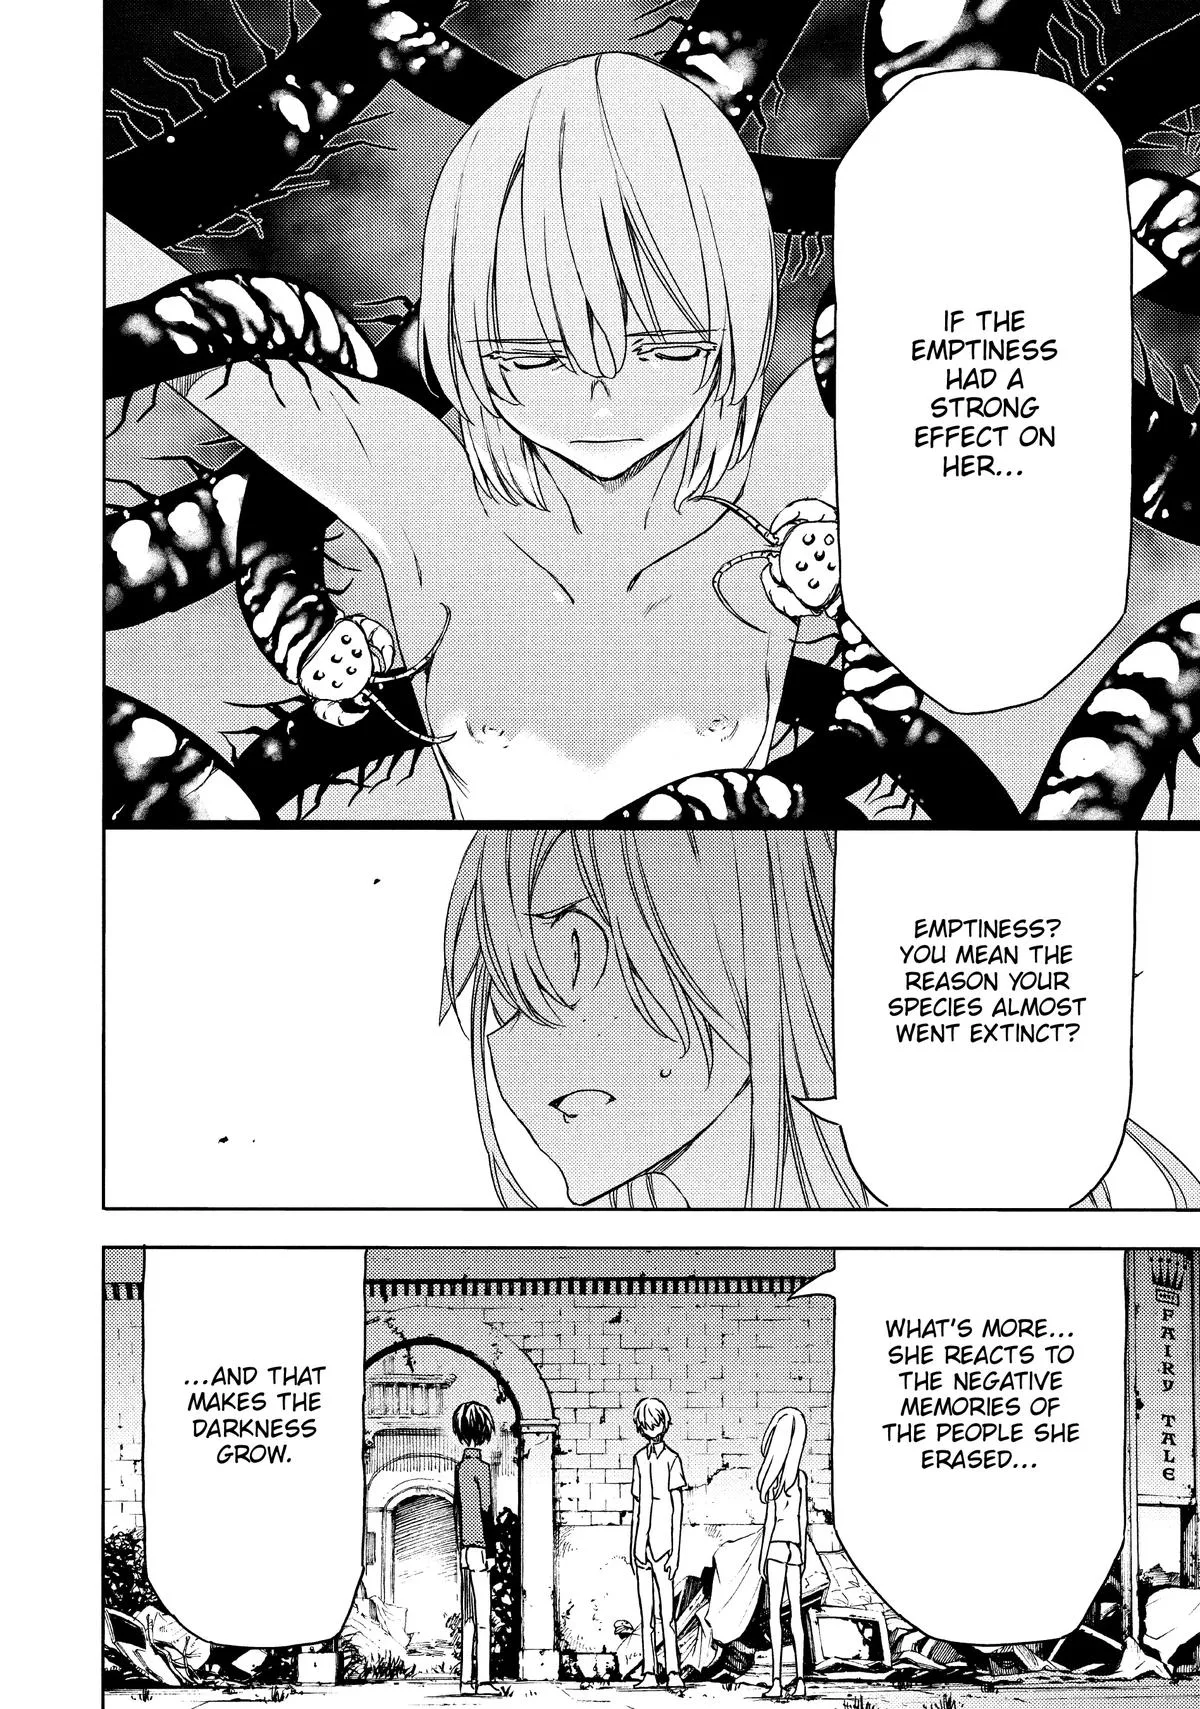 IF THE
EMPTINESS
HAD A
STRONG
EFFECT ON
HER...
EMPTINESS?
YOU MEAN THE
REASON YOUR
SPECIES ALMOST
WENT EXTINCT?
WHAT'S MORE...
SHE REACTS TO
THE NEGATIVE
MEMORIES OF
THE PEOPLE SHE
ERASED...
FAIRY TALE
...AND THAT
MAKES THE
DARKNESS
GROW.